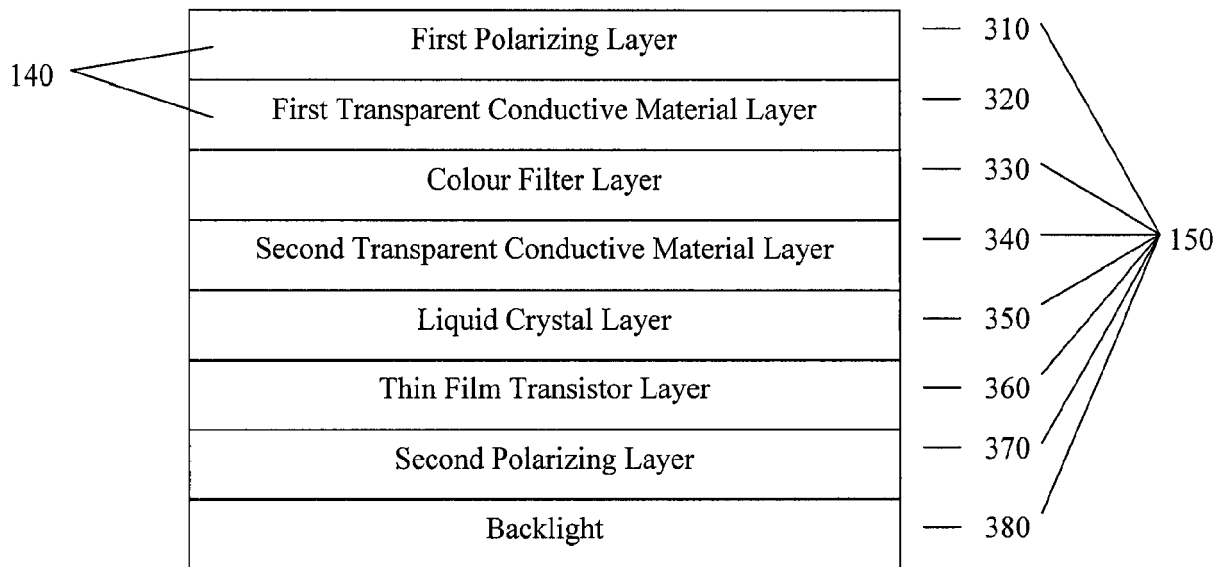 First Polarizing Layer 310
140
First Transparent Conductive Material Layer 320
Colour Filter Layer 330
Second Transparent Conductive Material Layer 340 150
Liquid Crystal Layer 350
Thin Film Transistor Layer 360
Second Polarizing Layer 370
Backlight 380